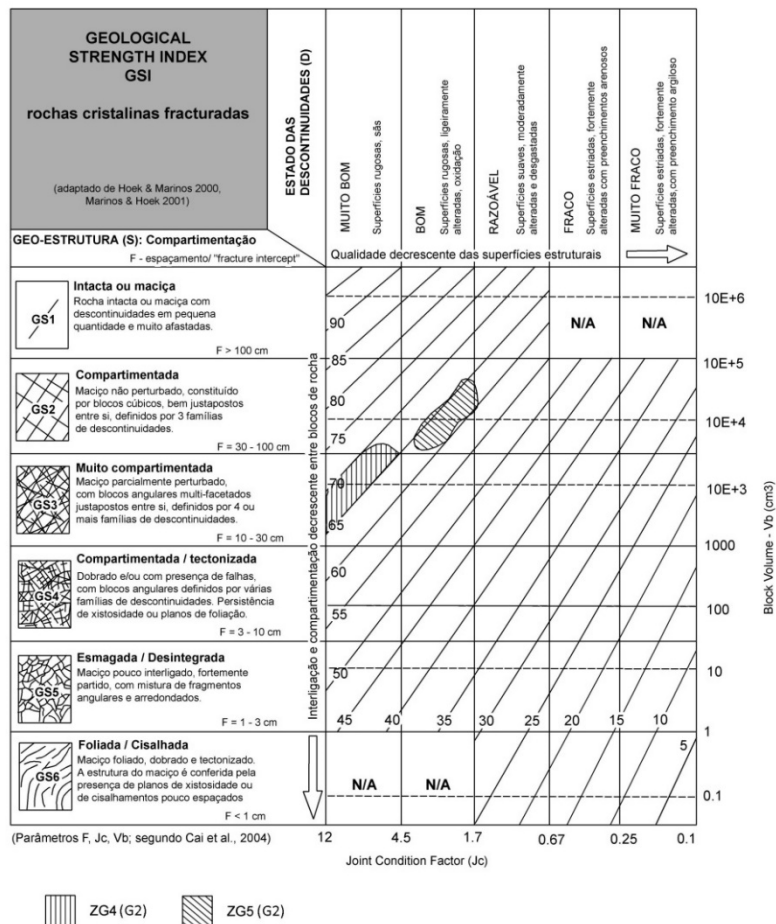 GEOLOGICAL
STRENGTH INDEX
GSI
rochas cristalinas fracturadas
(adaptado de Hoek & Marinos 2000,
Marinos & Hoek 2001)
ESTADO DAS
DESCONTINUIDADES (D)
MUITO BOM
Superfícies rugosas, sãs
BOM
Superfícies rugosas, ligeiramente
alteradas, oxidação
RAZOÁVEL
Superfícies suaves, moderadamente
alteradas e desgastadas
FRACO
Superfícies estriadas, fortemente
alteradas com preenchimentos arenosos
MUITO FRACO
Superfícies estriadas, fortemente
alteradas,com preenchimento argiloso
GEO-ESTRUTURA (S): Compartimentação
F - espaçamento/ "fracture intercept"
Qualidade decrescente das superfícies estruturais
GS1
Intacta ou maciça
Rocha intacta ou maciça com
descontinuidades em pequena
quantidade e muito afastadas.
F > 100 cm
GS2
Compartimentada
Maciço não perturbado, constituído
por blocos cúbicos, bem justapostos
entre si, definidos por 3 famílias
de descontinuidades.
F = 30 - 100 cm
GS3
Muito compartimentada
Maciço parcialmente perturbado,
com blocos angulares multi-facetados
justapostos entre si, definidos por 4 ou
mais famílias de descontinuidades.
F = 10 - 30 cm
GS4
Compartimentada / tectonizada
Dobrado e/ou com presença de falhas,
com blocos angulares definidos por várias
famílias de descontinuidades. Persistência
de xistosidade ou planos de foliação.
F = 3 - 10 cm
GS5
Esmagada / Desintegrada
Maciço pouco interligado, fortemente
partido, com mistura de fragmentos
angulares e arredondados.
F = 1 - 3 cm
GS6
Foliada / Cisalhada
Maciço foliado, dobrado e tectonizado.
A estrutura do maciço é conferida pela
presença de planos de xistosidade ou
de cisalhamentos pouco espaçados
F < 1 cm
Interligação e compartimentação decrescente entre blocos de rocha
90
85
80
75
70
65
60
55
50
45
40
35
30
25
20
15
10
5
N/A
N/A
N/A
N/A
10E+6
10E+5
10E+4
10E+3
1000
100
10
1
0.1
Block Volume - Vb (cm3)
(Parâmetros F, Jc, Vb; segundo Cai et al., 2004)
12
4.5
1.7
0.67
0.25
0.1
Joint Condition Factor (Jc)
ZG4 (G2)
ZG5 (G2)